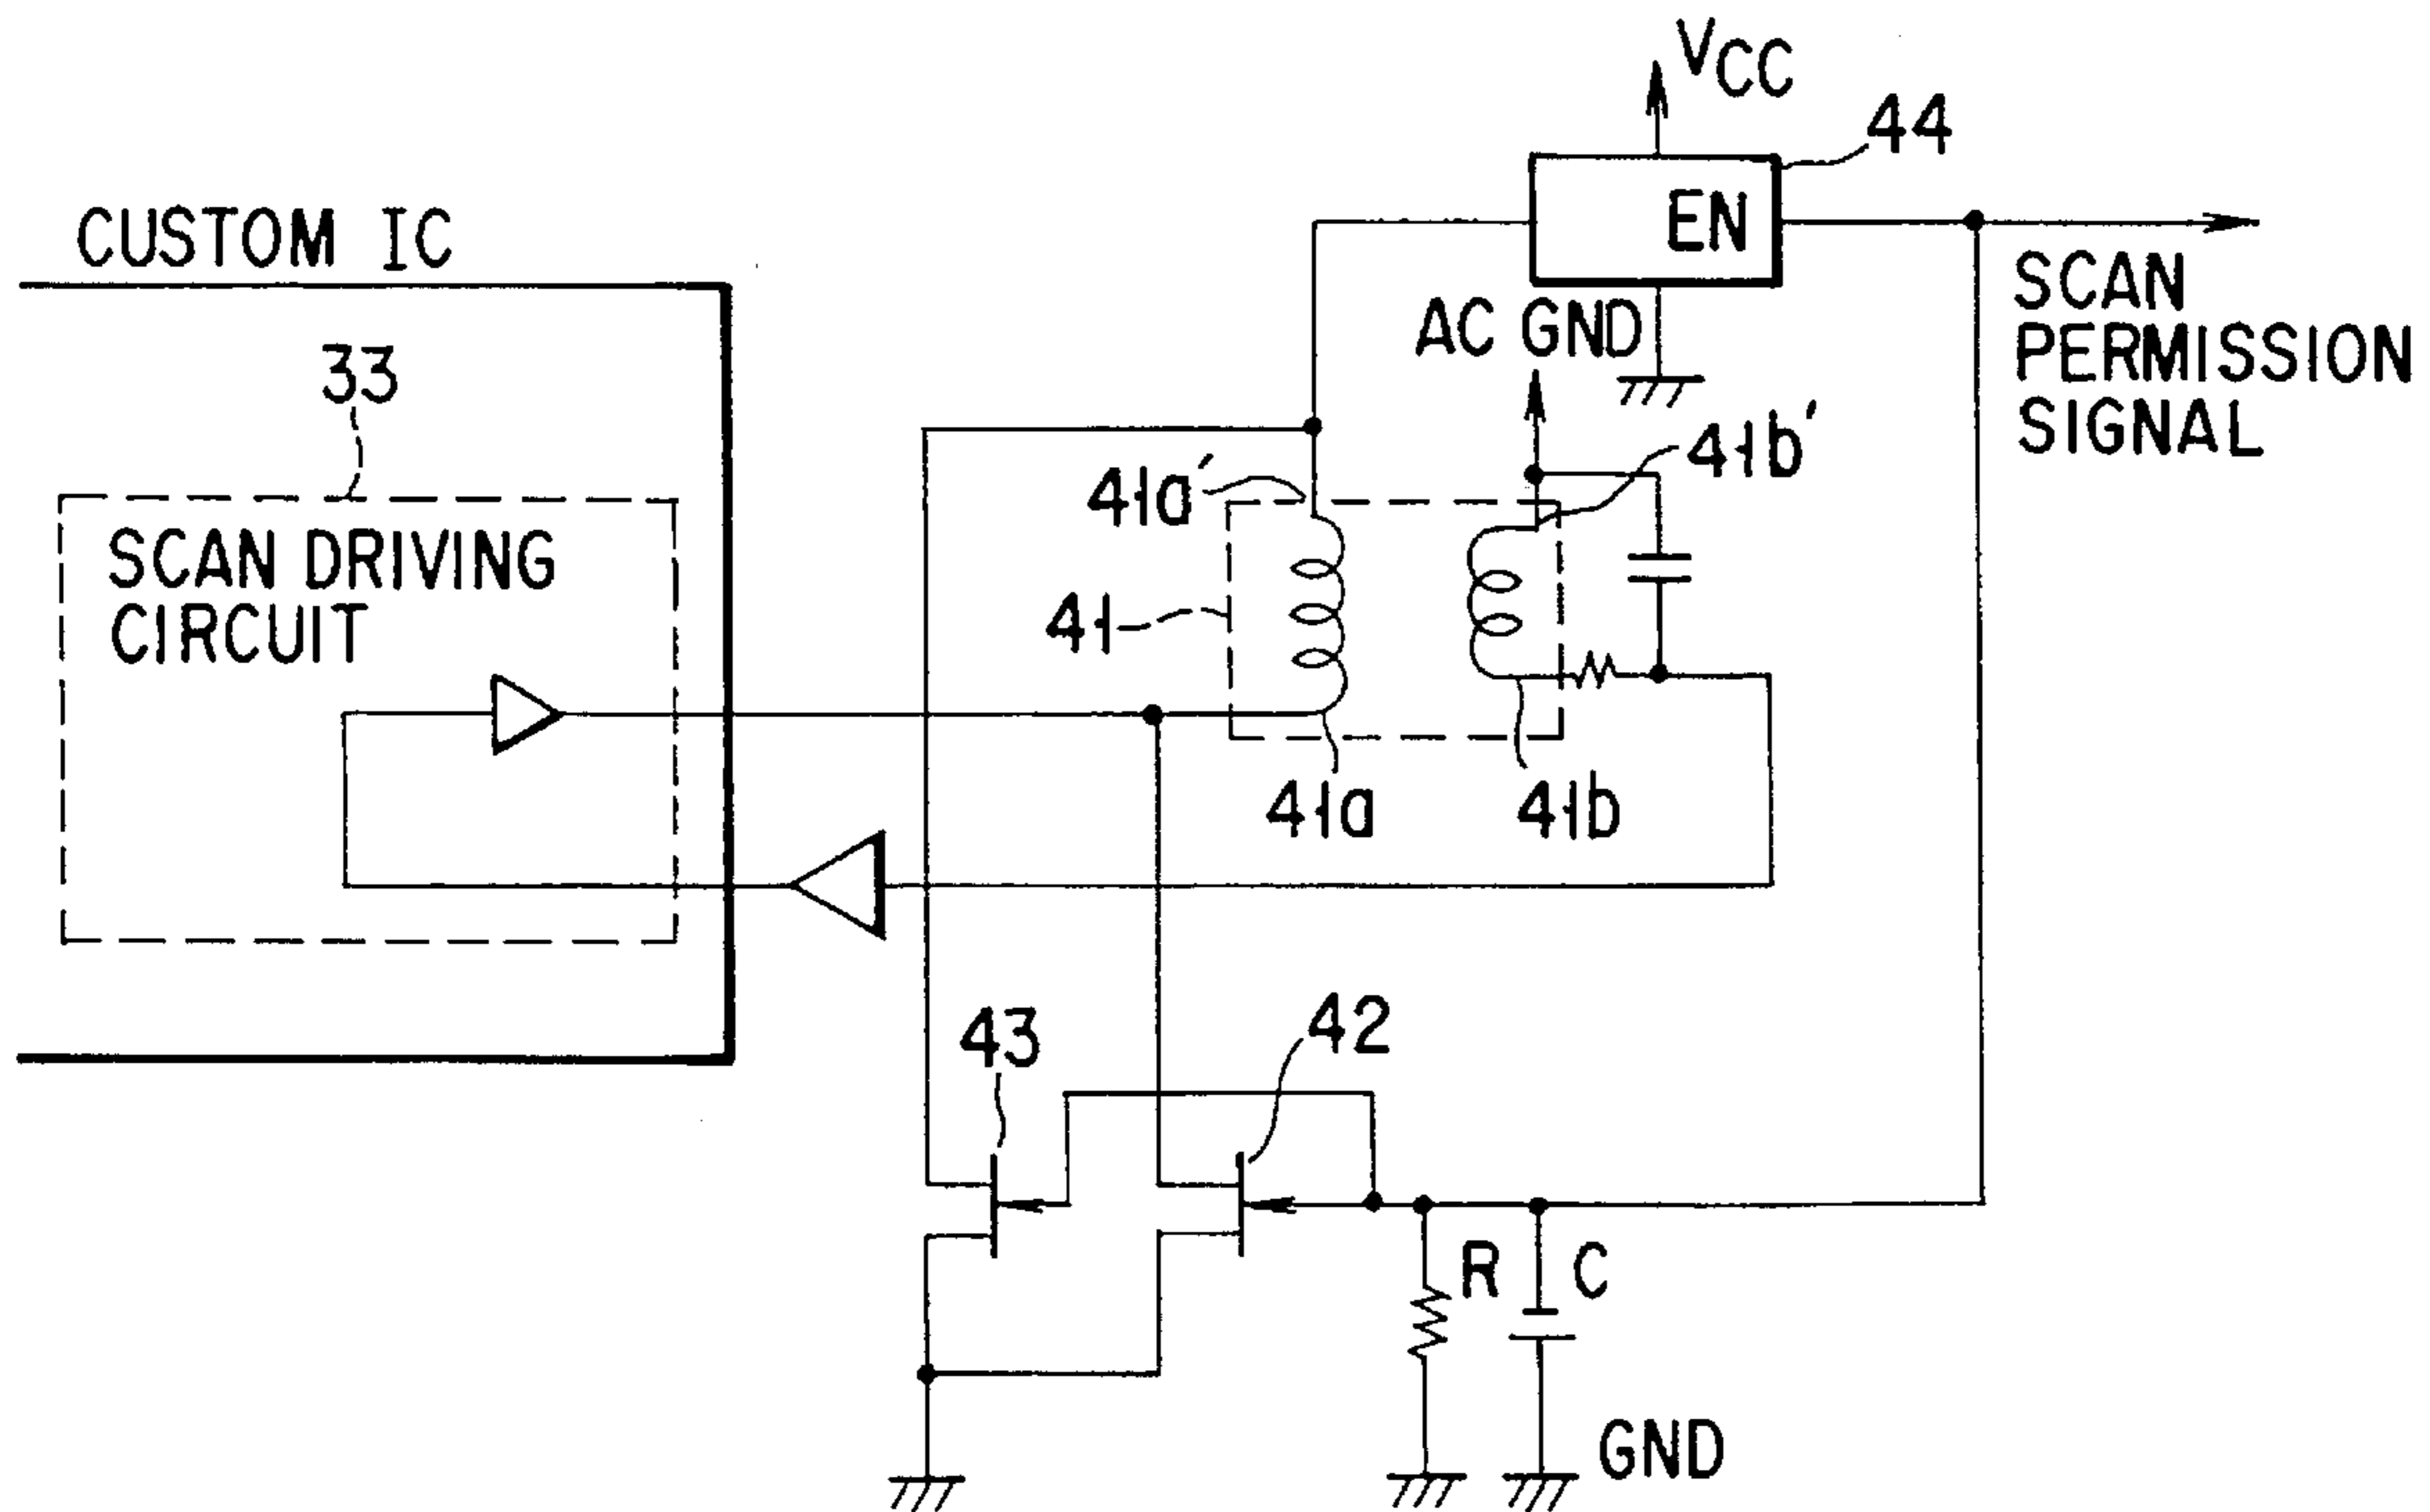 VCC
44
CUSTOM IC
EN
AC GND
SCAN
PERMISSION
SIGNAL
33
41a'
41b'
SCAN DRIVING
CIRCUIT
41
41a
41b
43
42
R
C
GND